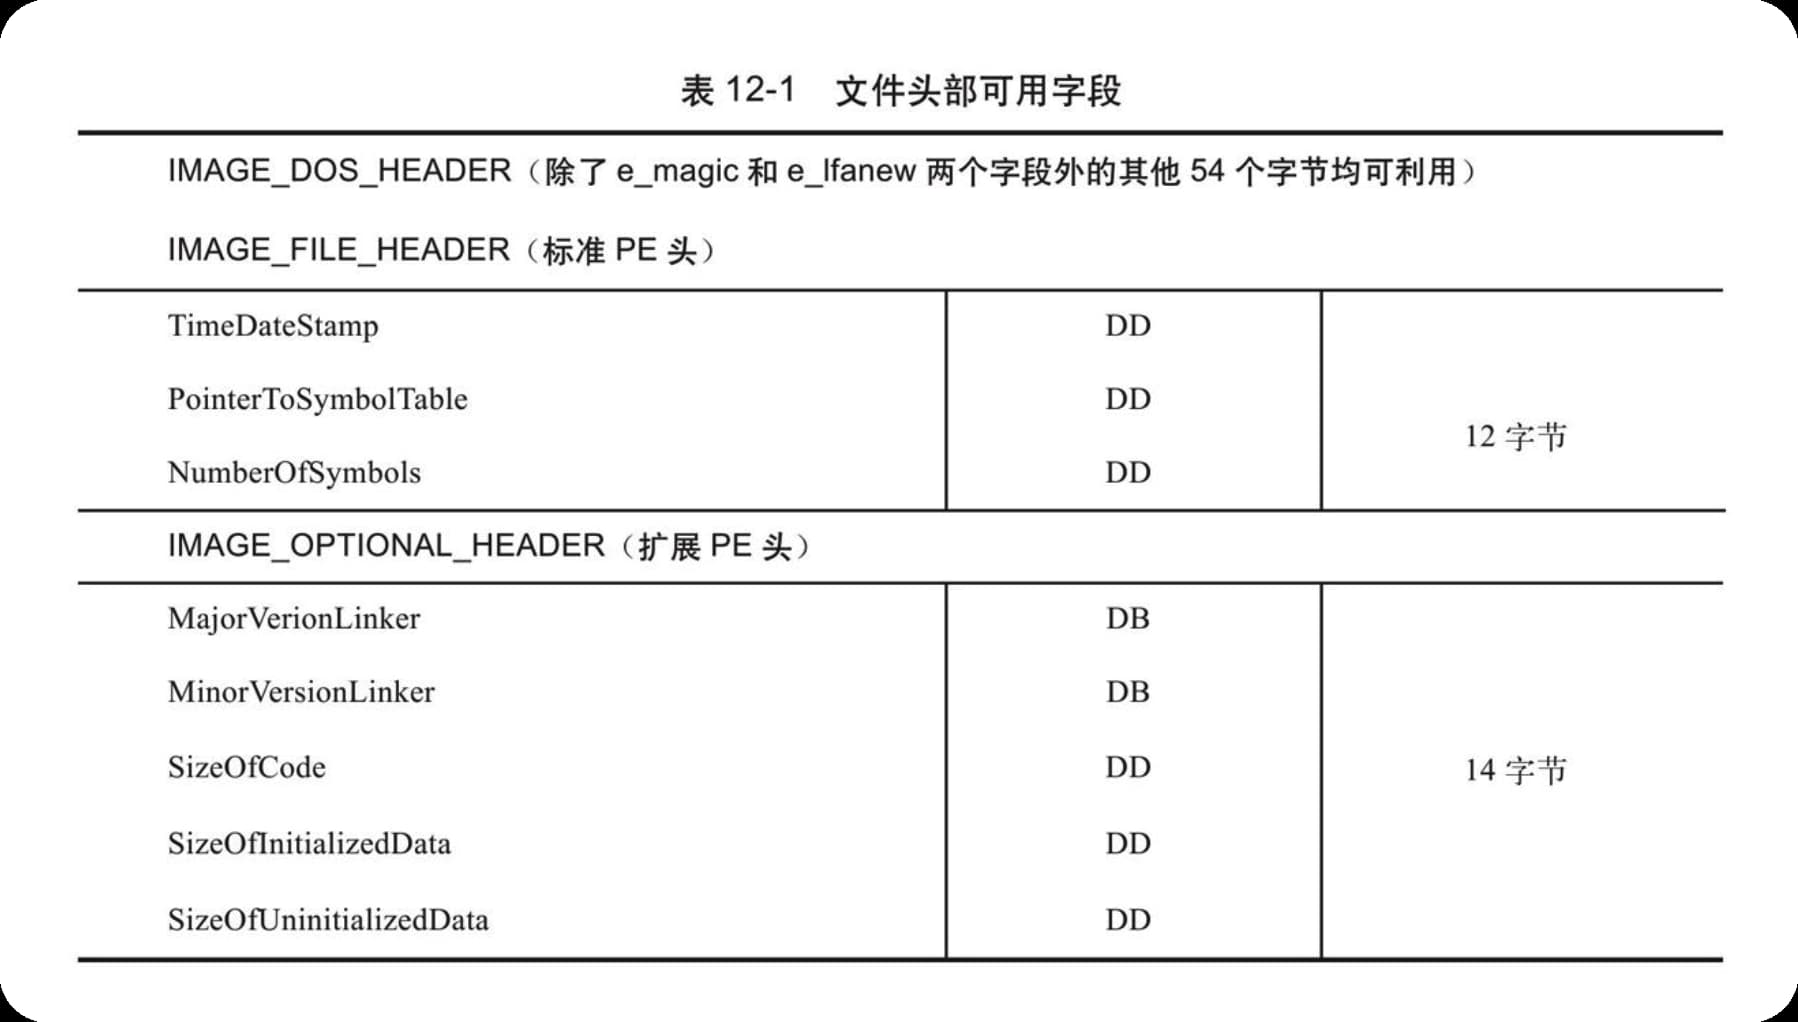 表 12-1 文件头部可用字段
IMAGE_DOS_HEADER（除了 e_magic 和 e_lfanew 两个字段外的其他 54 个字节均可利用）
IMAGE_FILE_HEADER（标准 PE 头）
TimeDateStamp DD
PointerToSymbolTable DD
12 字节
NumberOfSymbols DD
IMAGE_OPTIONAL_HEADER（扩展 PE 头）
MajorVerionLinker DB
MinorVersionLinker DB
SizeOfCode DD 14 字节
SizeOfInitializedData DD
SizeOfUninitializedData DD